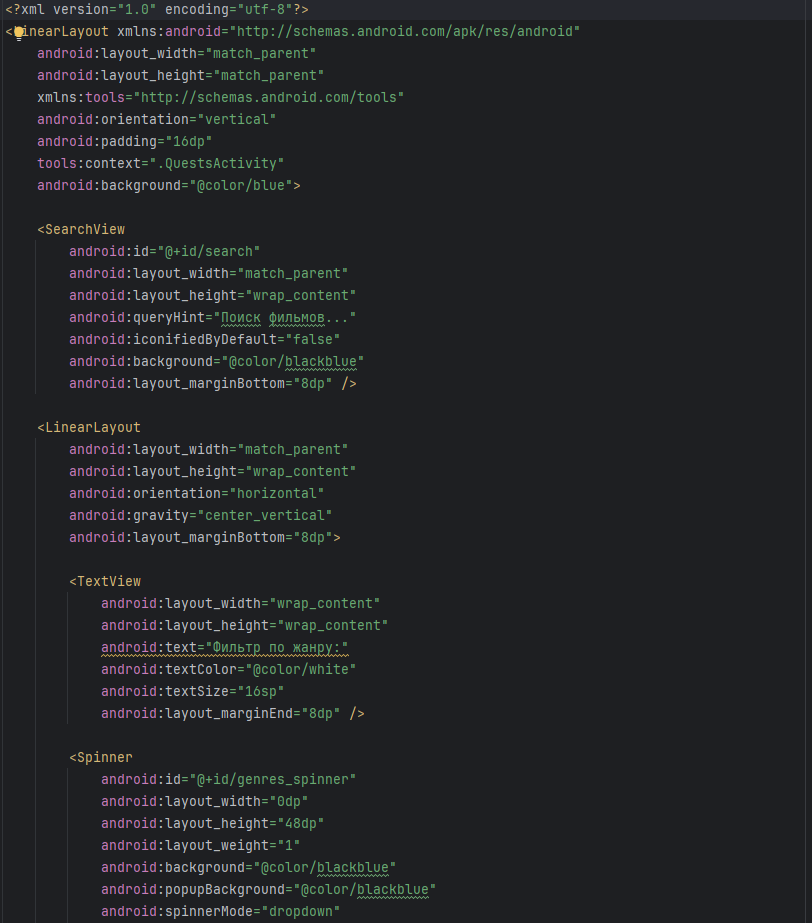 <?xml version="1.0" encoding="utf-8"?>
<LinearLayout xmlns:android="http://schemas.android.com/apk/res/android"
    android:layout_width="match_parent"
    android:layout_height="match_parent"
    xmlns:tools="http://schemas.android.com/tools"
    android:orientation="vertical"
    android:padding="16dp"
    tools:context=".QuestsActivity"
    android:background="@color/blue">

    <SearchView
        android:id="@+id/search"
        android:layout_width="match_parent"
        android:layout_height="wrap_content"
        android:queryHint="Поиск фильмов..."
        android:iconifiedByDefault="false"
        android:background="@color/blackblue"
        android:layout_marginBottom="8dp" />

    <LinearLayout
        android:layout_width="match_parent"
        android:layout_height="wrap_content"
        android:orientation="horizontal"
        android:gravity="center_vertical"
        android:layout_marginBottom="8dp">

        <TextView
            android:layout_width="wrap_content"
            android:layout_height="wrap_content"
            android:text="Фильтр по жанру:"
            android:textColor="@color/white"
            android:textSize="16sp"
            android:layout_marginEnd="8dp" />

        <Spinner
            android:id="@+id/genres_spinner"
            android:layout_width="0dp"
            android:layout_height="48dp"
            android:layout_weight="1"
            android:background="@color/blackblue"
            android:popupBackground="@color/blackblue"
            android:spinnerMode="dropdown"